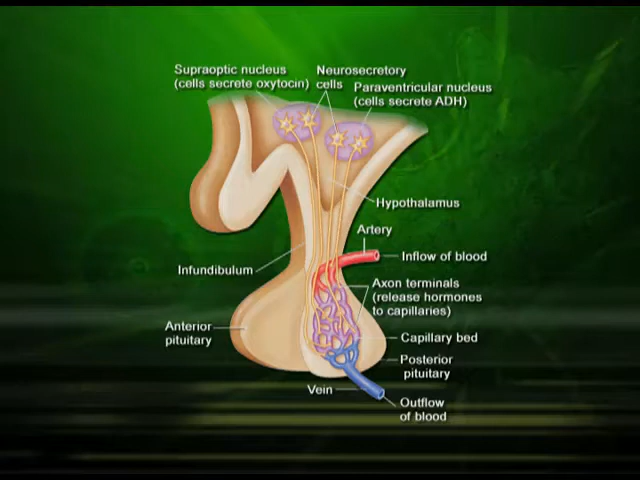 Supraoptic nucleus
(cells secrete oxytocin)
Neurosecretory
cells
Paraventricular nucleus
(cells secrete ADH)
Hypothalamus
Artery
Inflow of blood
Infundibulum
Axon terminals
(release hormones
to capillaries)
Anterior
pituitary
Capillary bed
Posterior
pituitary
Vein
Outflow
of blood